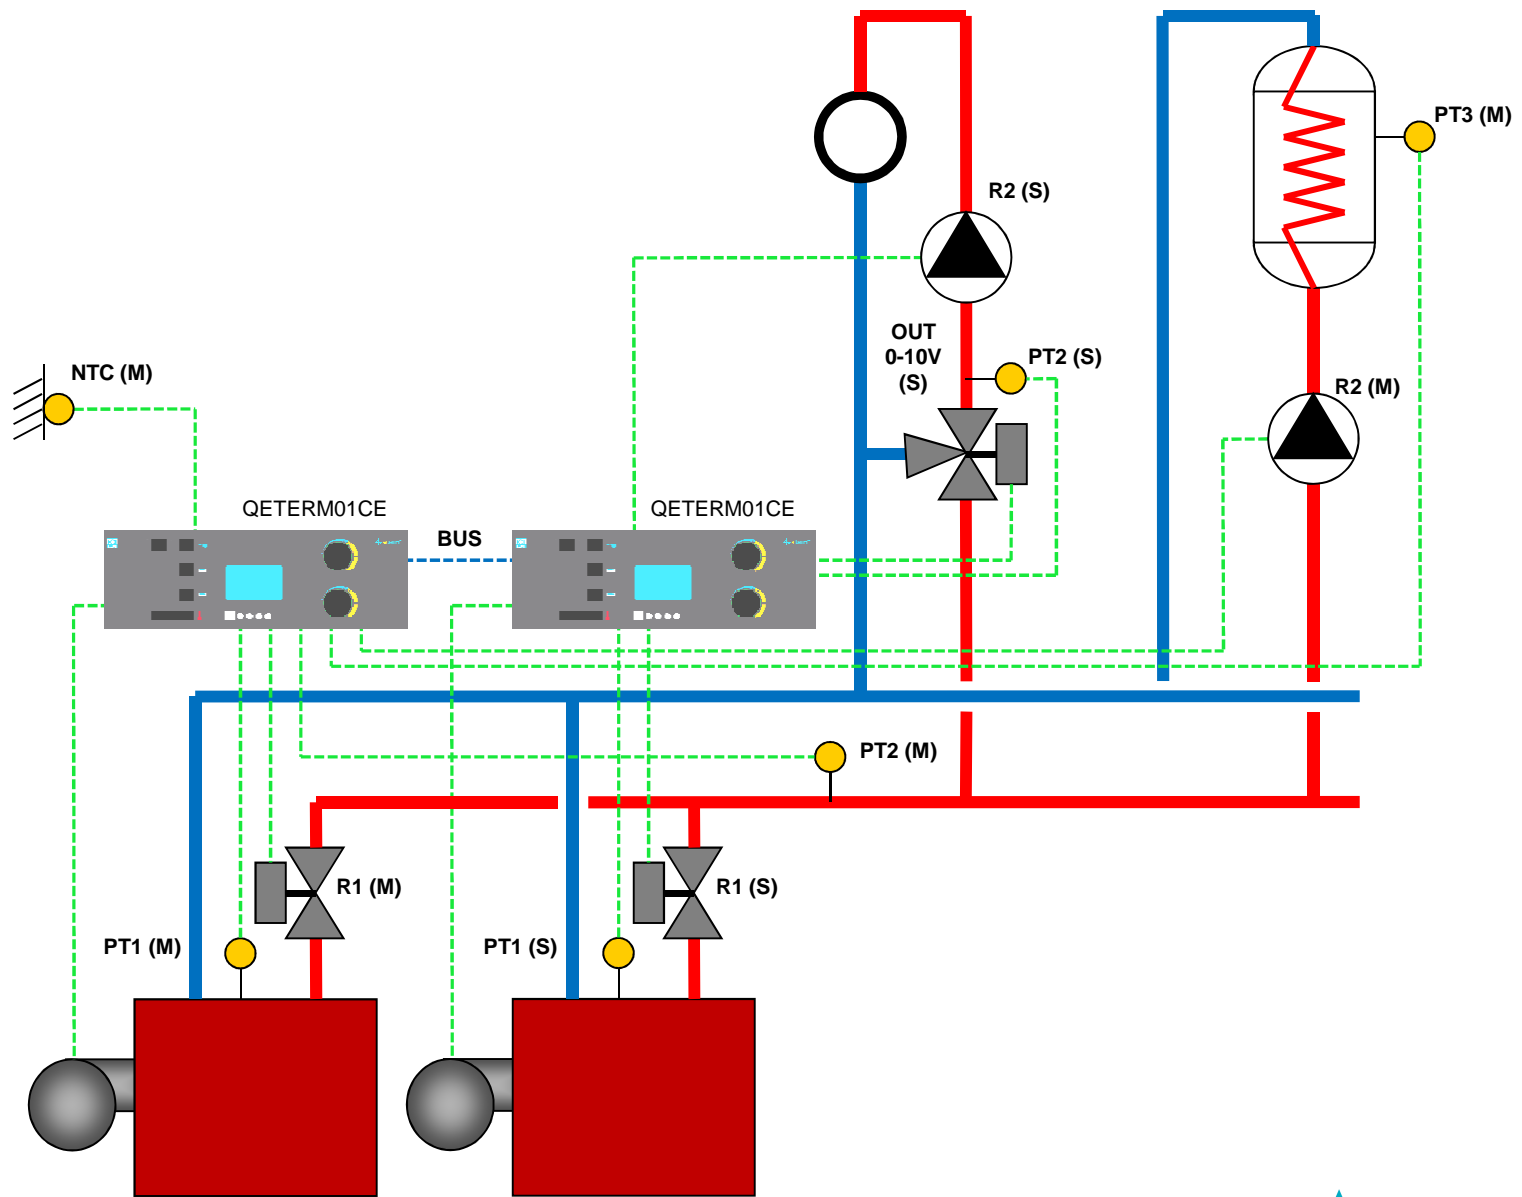 PT3 (M)
R2 (S)
OUT
0-10V
(S)
PT2 (S)
NTC (M)
R2 (M)
QETERM01CE
QETERM01CE
BUS
PT2 (M)
R1 (M)
R1 (S)
PT1 (M)
PT1 (S)